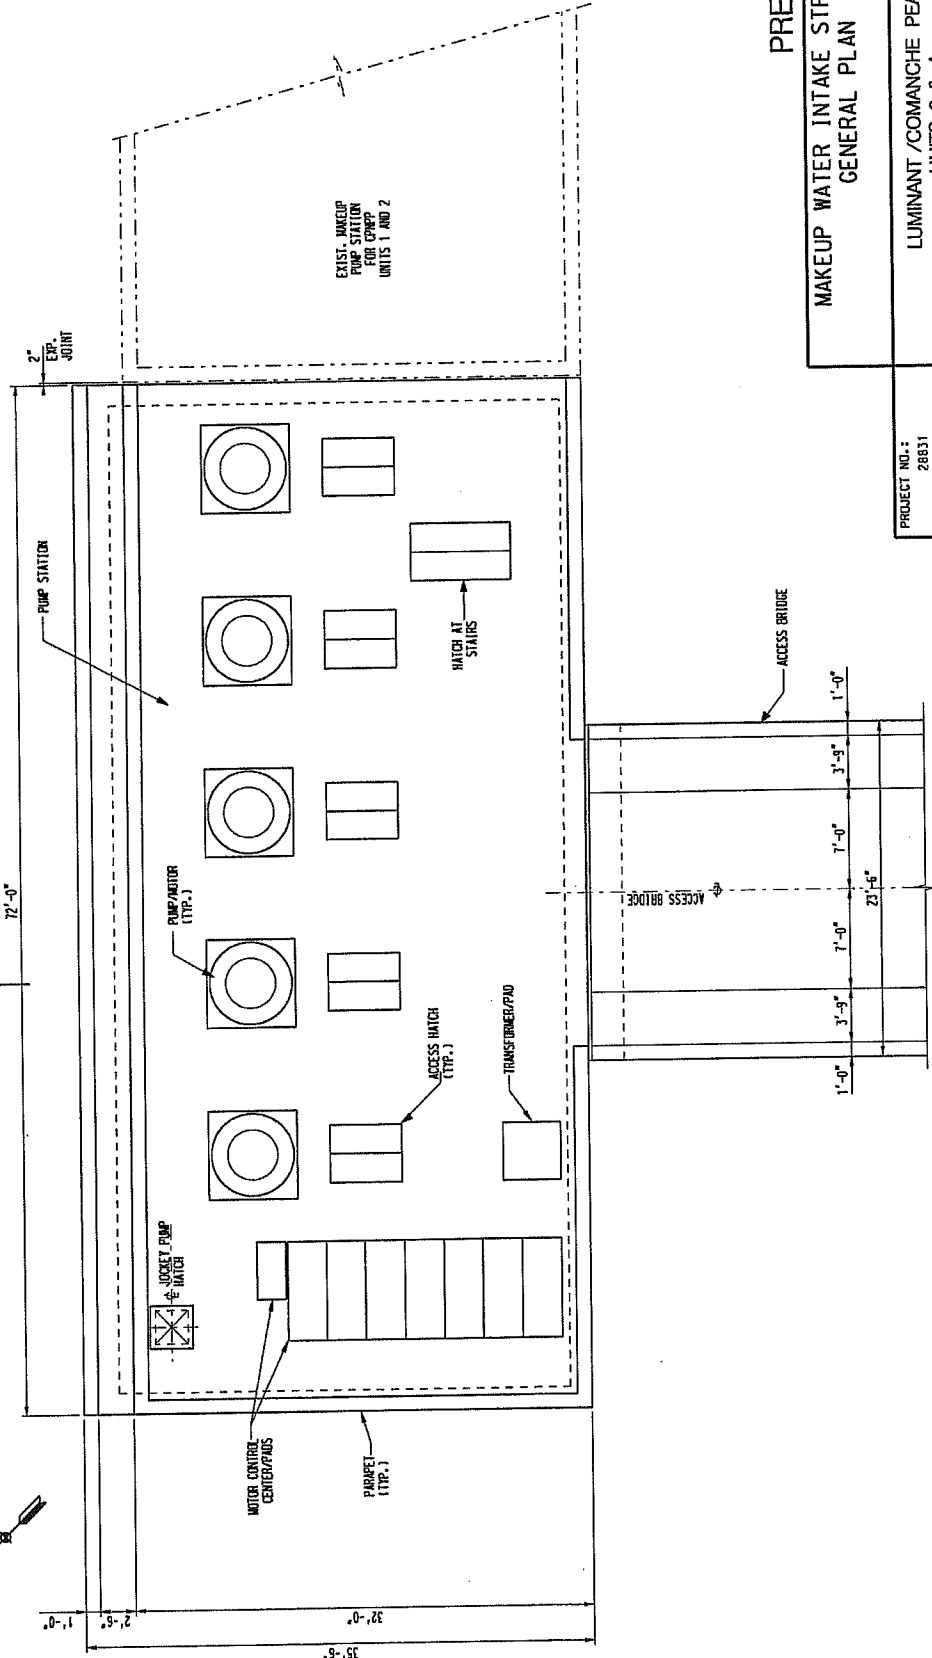 PRE
MAKEUP WATER INTAKE STR
GENERAL PLAN
LUMINANT /COMANCHE PEA
PROJECT NO.:
28831
72'-0"
2"
EXP.
JOINT
PUMP STATION
EXIST. MAKEUP
PUMP STATION
FOR CPNPP
UNITS 1 AND 2
PUMP/MOTOR
(TYP.)
HATCH AT
STAIRS
ACCESS HATCH
(TYP.)
TRANSFORMER/PAD
JOCKEY PUMP
HATCH
MOTOR CONTROL
CENTER/PADS
PARAPET
(TYP.)
ACCESS BRIDGE
ACCESS BRIDGE
1'-0"
3'-9"
7'-0"
7'-0"
3'-9"
1'-0"
23'-6"
1'-0"
2'-6"
32'-0"
35'-6"